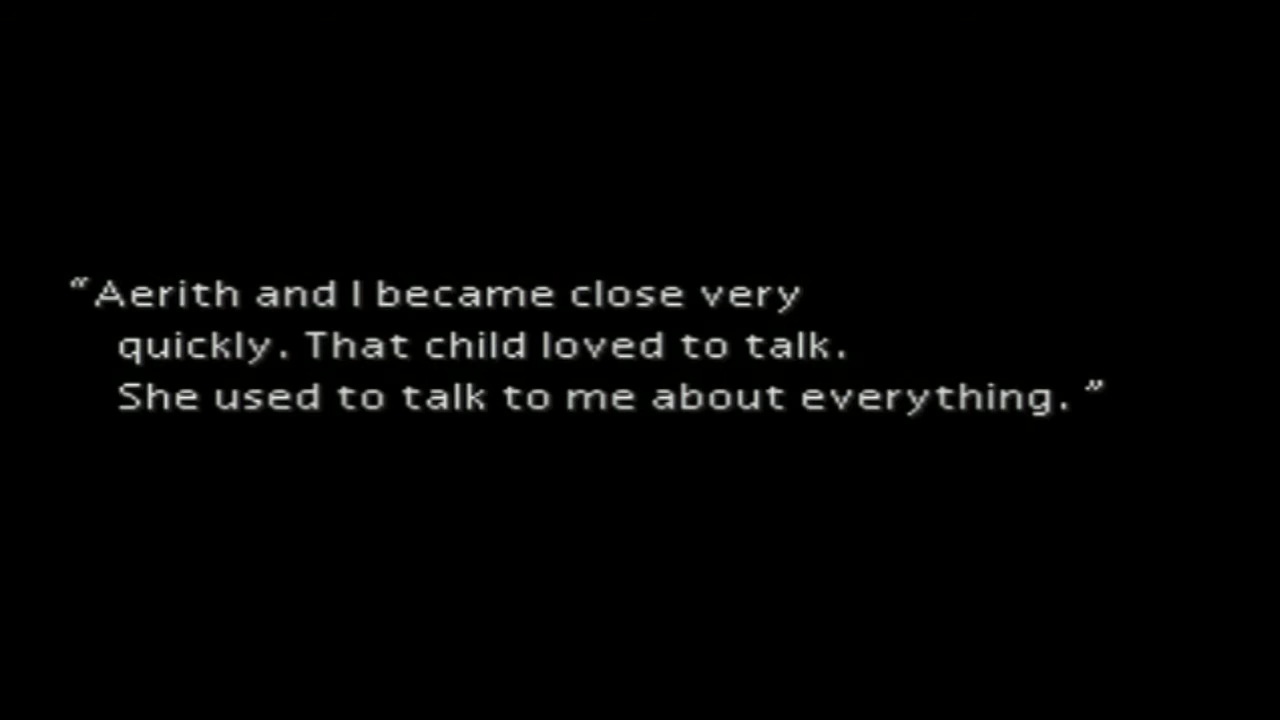 “Aerith and I became close very
quickly. That child loved to talk.
She used to talk to me about everything. ”